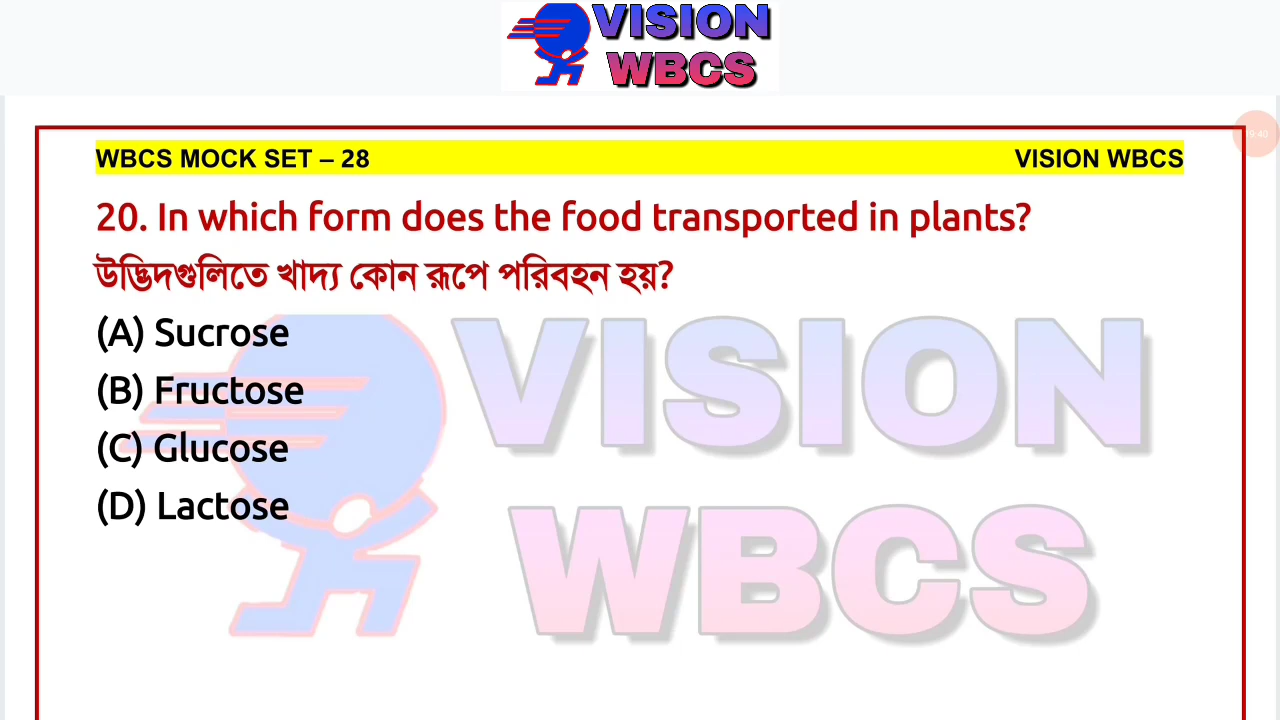 VISION
WBCS
WBCS MOCK SET – 28
VISION WBCS
20. In which form does the food transported in plants?
উদ্ভিদগুলিতে খাদ্য কোন রূপে পরিবহন হয়?
(A) Sucrose
(B) Fructose
(C) Glucose
(D) Lactose
VISION
WBCS